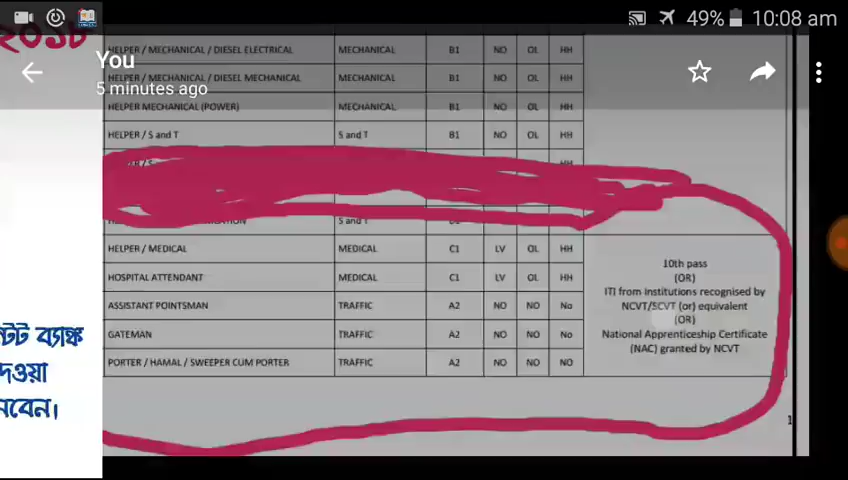 49% 10:08 am
২০১৮
You
5 minutes ago
HELPER / MECHANICAL / DIESEL ELECTRICAL MECHANICAL B1 NO OL HH
HELPER / MECHANICAL / DIESEL MECHANICAL MECHANICAL B1 NO OL HH
HELPER MECHANICAL (POWER) MECHANICAL B1 NO OL HH
HELPER / S and T S and T B1 NO OL HH
HH
S and T
HELPER / MEDICAL MEDICAL C1 LV OL HH
HOSPITAL ATTENDANT MEDICAL C1 LV OL HH
ASSISTANT POINTSMAN TRAFFIC A2 NO NO No
GATEMAN TRAFFIC A2 NO NO No
PORTER / HAMAL / SWEEPER CUM PORTER TRAFFIC A2 NO NO NO
10th pass
(OR)
ITI from institutions recognised by
NCVT/SCVT (or) equivalent
(OR)
National Apprenticeship Certificate
(NAC) granted by NCVT
ব্যাঙ্ক
দেওয়া
নেবেন।
1